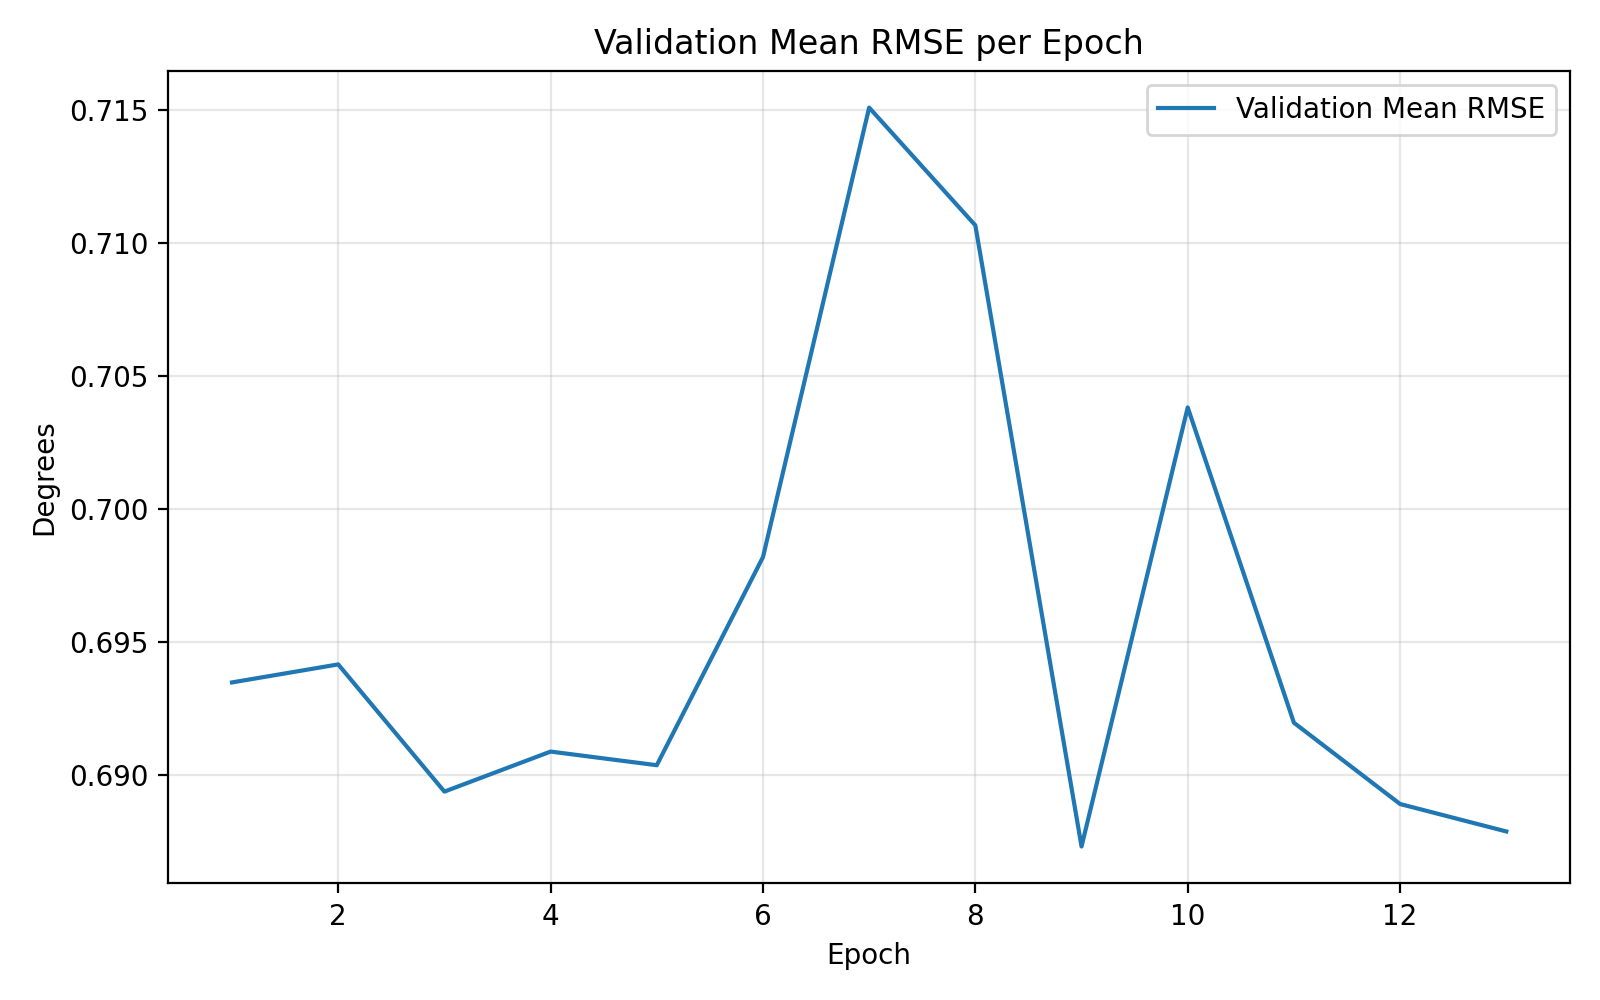 Validation Mean RMSE per Epoch
Validation Mean RMSE
0.715
0.710
0.705
0.700
0.695
0.690
Degrees
2 4 6 8 10 12
Epoch